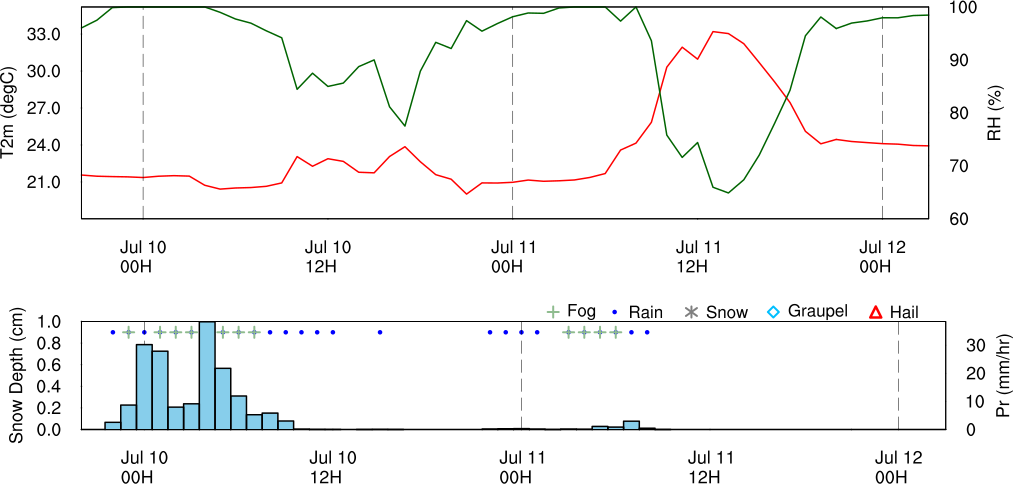 33.0
30.0
27.0
24.0
21.0
T2m (degC)
100
90
80
70
60
RH (%)
Jul 10
00H
Jul 10
12H
Jul 11
00H
Jul 11
12H
Jul 12
00H
Fog
Rain
Snow
Graupel
Hail
1.0
0.8
0.6
0.4
0.2
0.0
Snow Depth (cm)
30
20
10
0
Pr (mm/hr)
Jul 10
00H
Jul 10
12H
Jul 11
00H
Jul 11
12H
Jul 12
00H